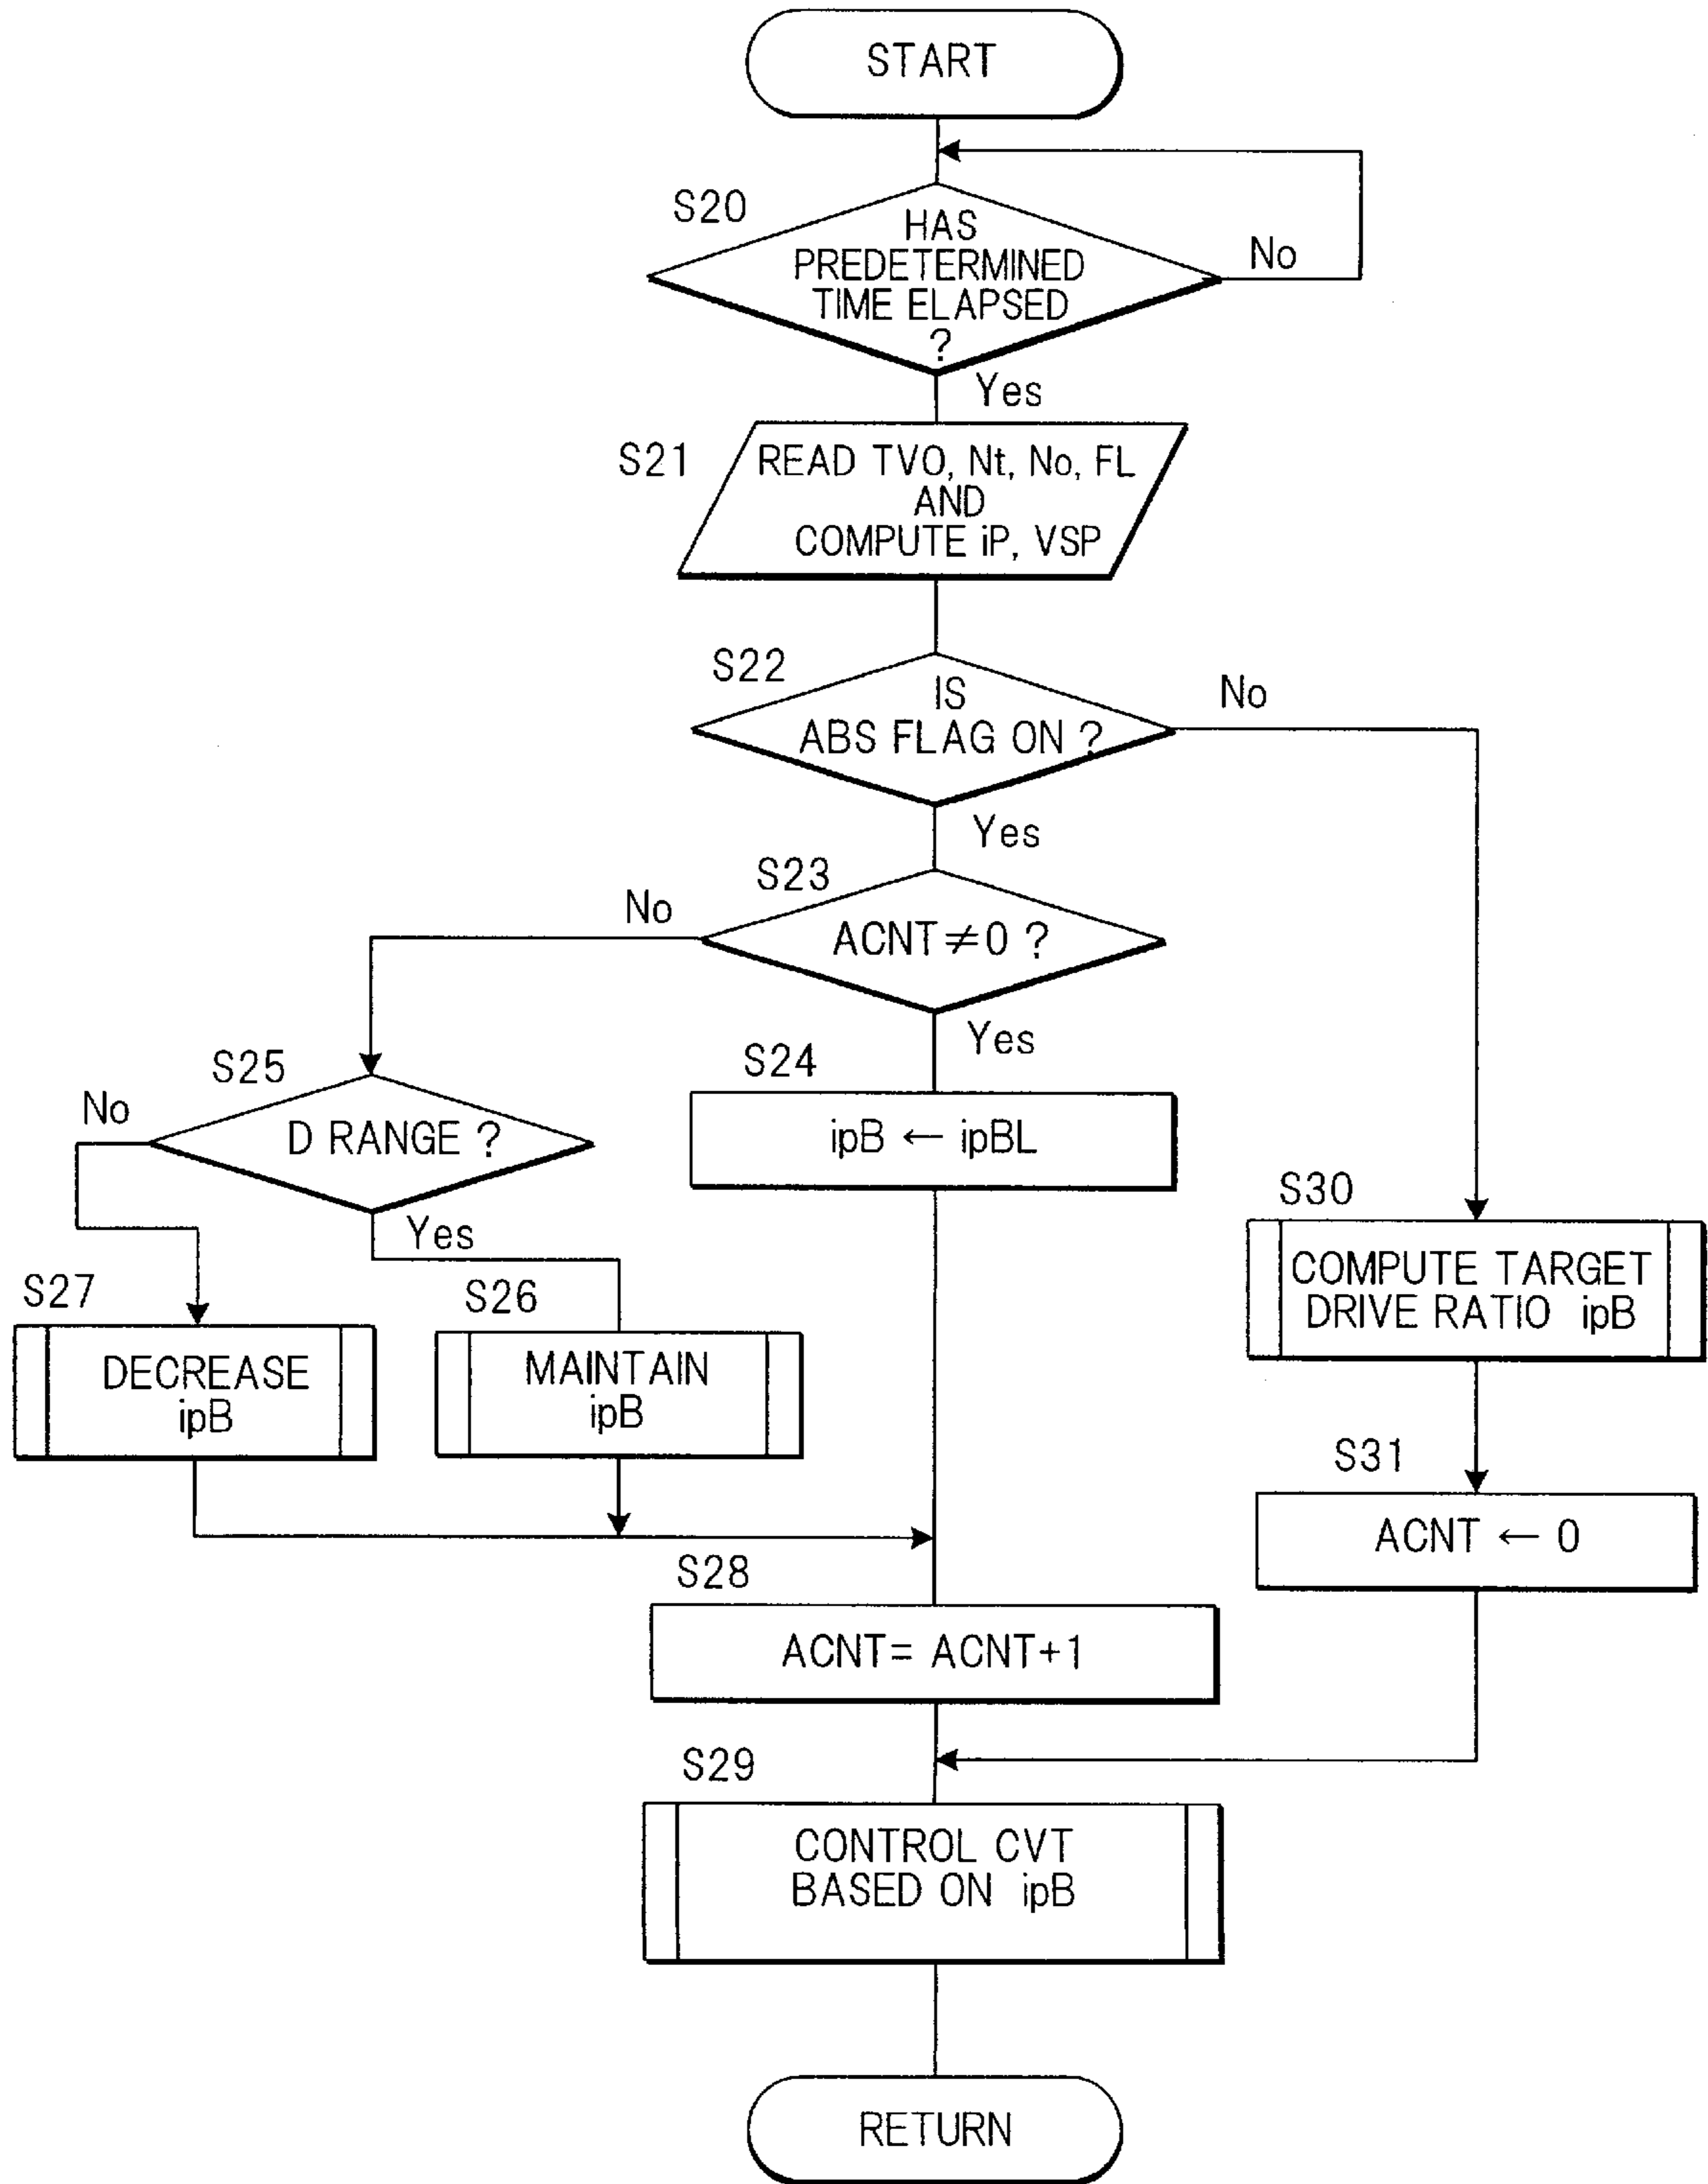 START
S20
HAS
PREDETERMINED
TIME ELAPSED
?
No
Yes
S21
READ TVO, Nt, No, FL
AND
COMPUTE iP, VSP
S22
IS
ABS FLAG ON ?
No
Yes
S23
No
ACNT≠0 ?
Yes
S25
No
D RANGE ?
Yes
S24
ipB ← ipBL
S30
COMPUTE TARGET
DRIVE RATIO ipB
S27
DECREASE
ipB
S26
MAINTAIN
ipB
S31
ACNT ← 0
S28
ACNT= ACNT+1
S29
CONTROL CVT
BASED ON ipB
RETURN